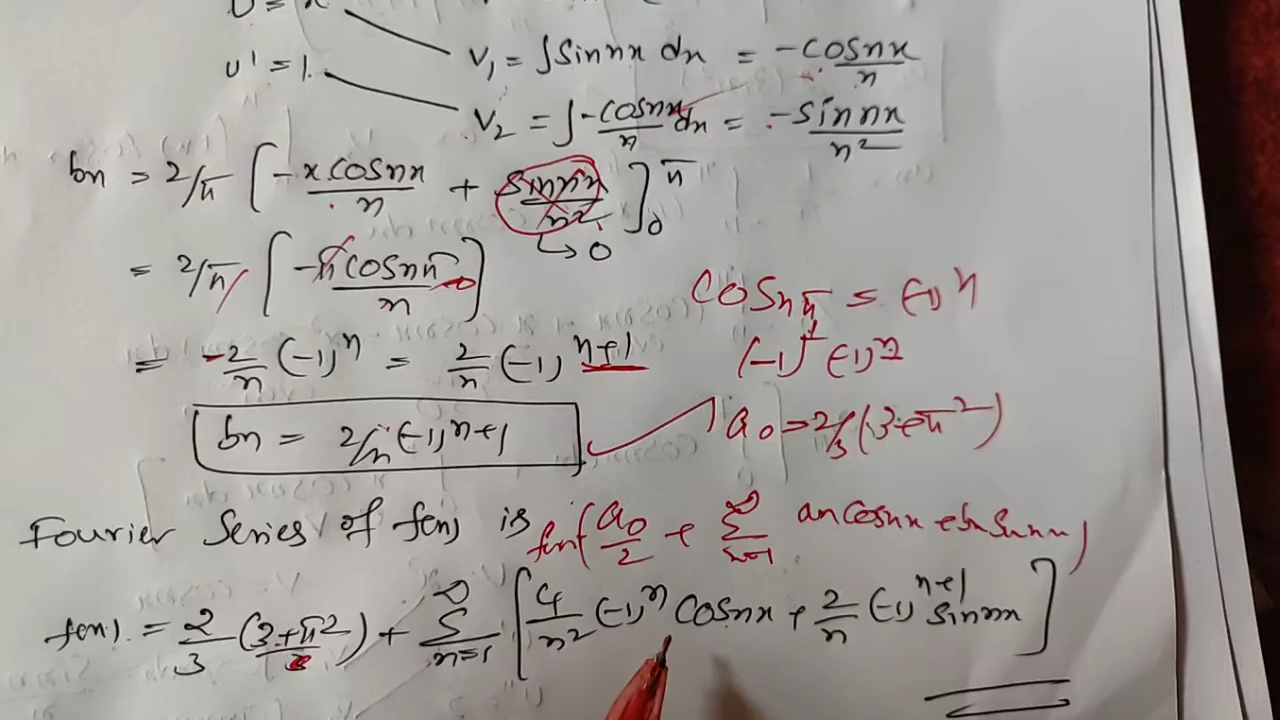 u' = 1.
V₁ = ∫ sin nx dx = -cos nx / n
V₂ = ∫ -cos nx / n dx = -sin nx / n²
bn = 2/π [ -x cos nx / n + sin nx / n² ]₀^π
→ 0
= 2/π [ -π cos nπ / n ]
cos nπ = (-1)^n
= -2/n (-1)^n = 2/n (-1)^(n+1)
(-1)^1 (-1)^n
bn = 2/n (-1)^(n+1)
a₀ = 2/3 (3+π²)
Fourier Series of f(x) is
f(x) = a₀/2 + Σ_(n=1)^∞ an cos nx + bn sin nx )
f(x) = 2/3 (3+π²)/2 + Σ_(n=1)^∞ [ 4/n² (-1)^n cos nx + 2/n (-1)^(n+1) sin nx ]